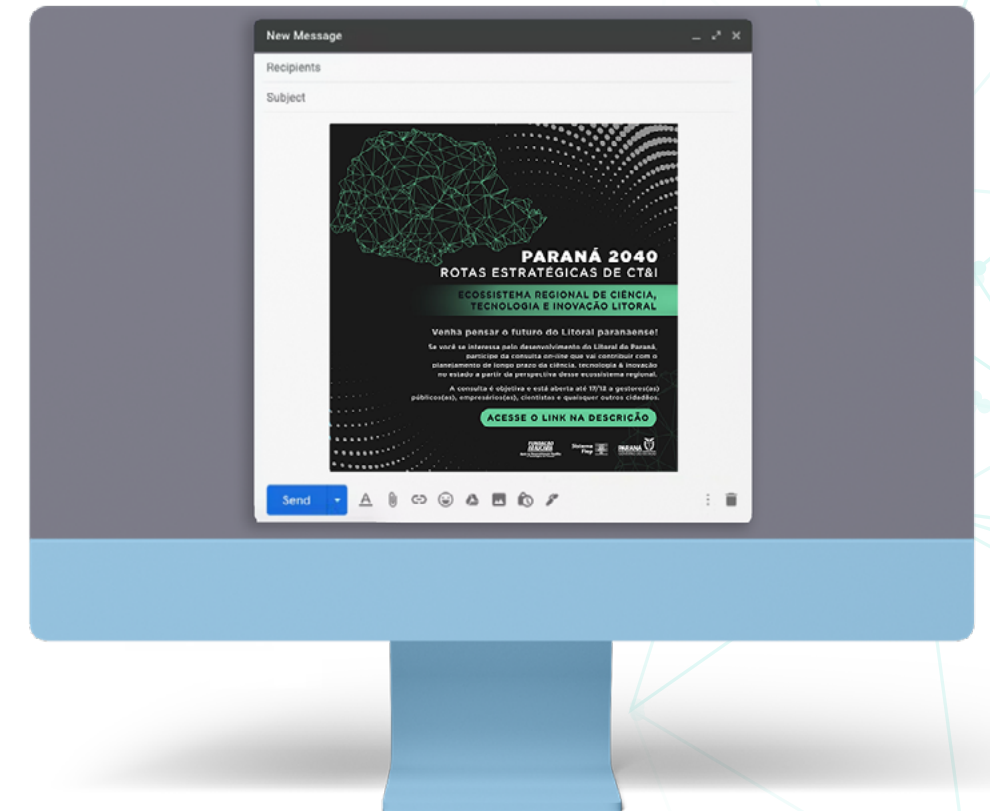 New Message
Recipients
Subject
PARANÁ 2040
ROTAS ESTRATÉGICAS DE CT&I
ECOSSISTEMA REGIONAL DE CIÊNCIA,
TECNOLOGIA E INOVAÇÃO LITORAL
Venha pensar o futuro do Litoral paranaense!
Se você se interessa pelo desenvolvimento do Litoral do Paraná,
participe da consulta on-line que vai contribuir com o
planejamento de longo prazo da ciência, tecnologia & inovação
no estado a partir da perspectiva desse ecossistema regional.
A consulta é objetiva e está aberta até 17/12 a gestores(as)
públicos(as), empresários(as), cientistas e quaisquer outros cidadãos.
ACESSE O LINK NA DESCRIÇÃO
FUNDAÇÃO
ARAUCÁRIA
Sistema
Fiep
PARANÁ
Send